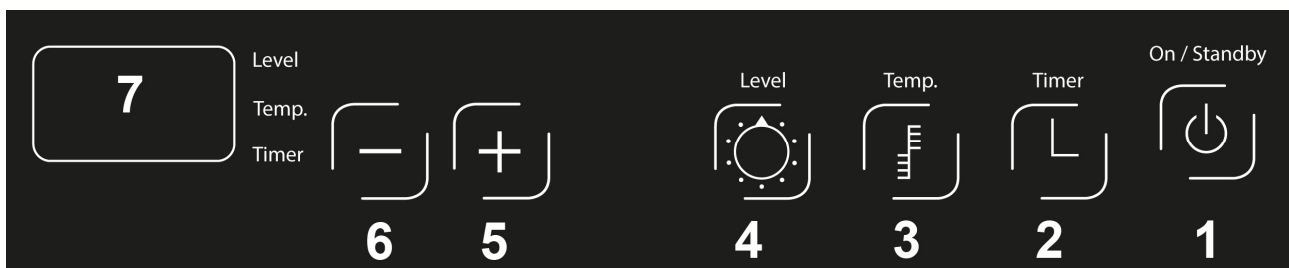 7
Level
Temp.
Timer
6
5
Level
4
Temp.
3
Timer
2
On / Standby
1